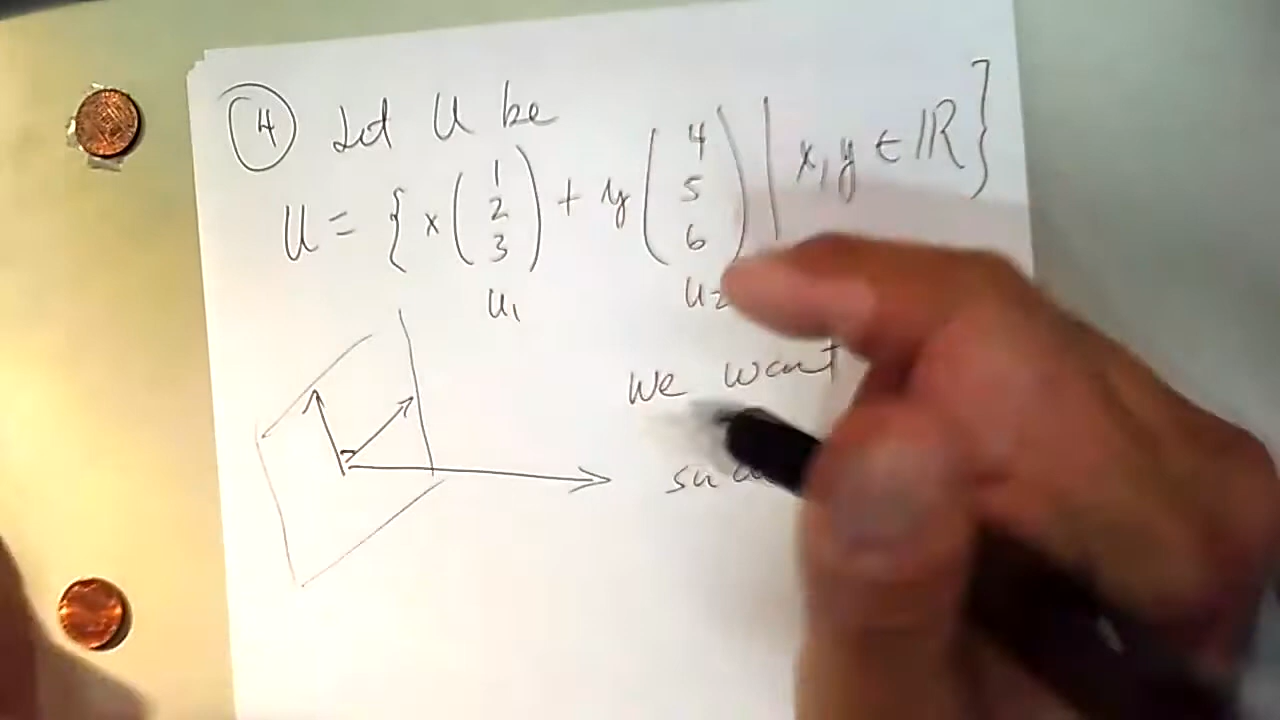 ④ Let U be
U = { x ( 1 2 3 ) + y ( 4 5 6 ) | x, y ∈ ℝ }
u₁ u₂
We want